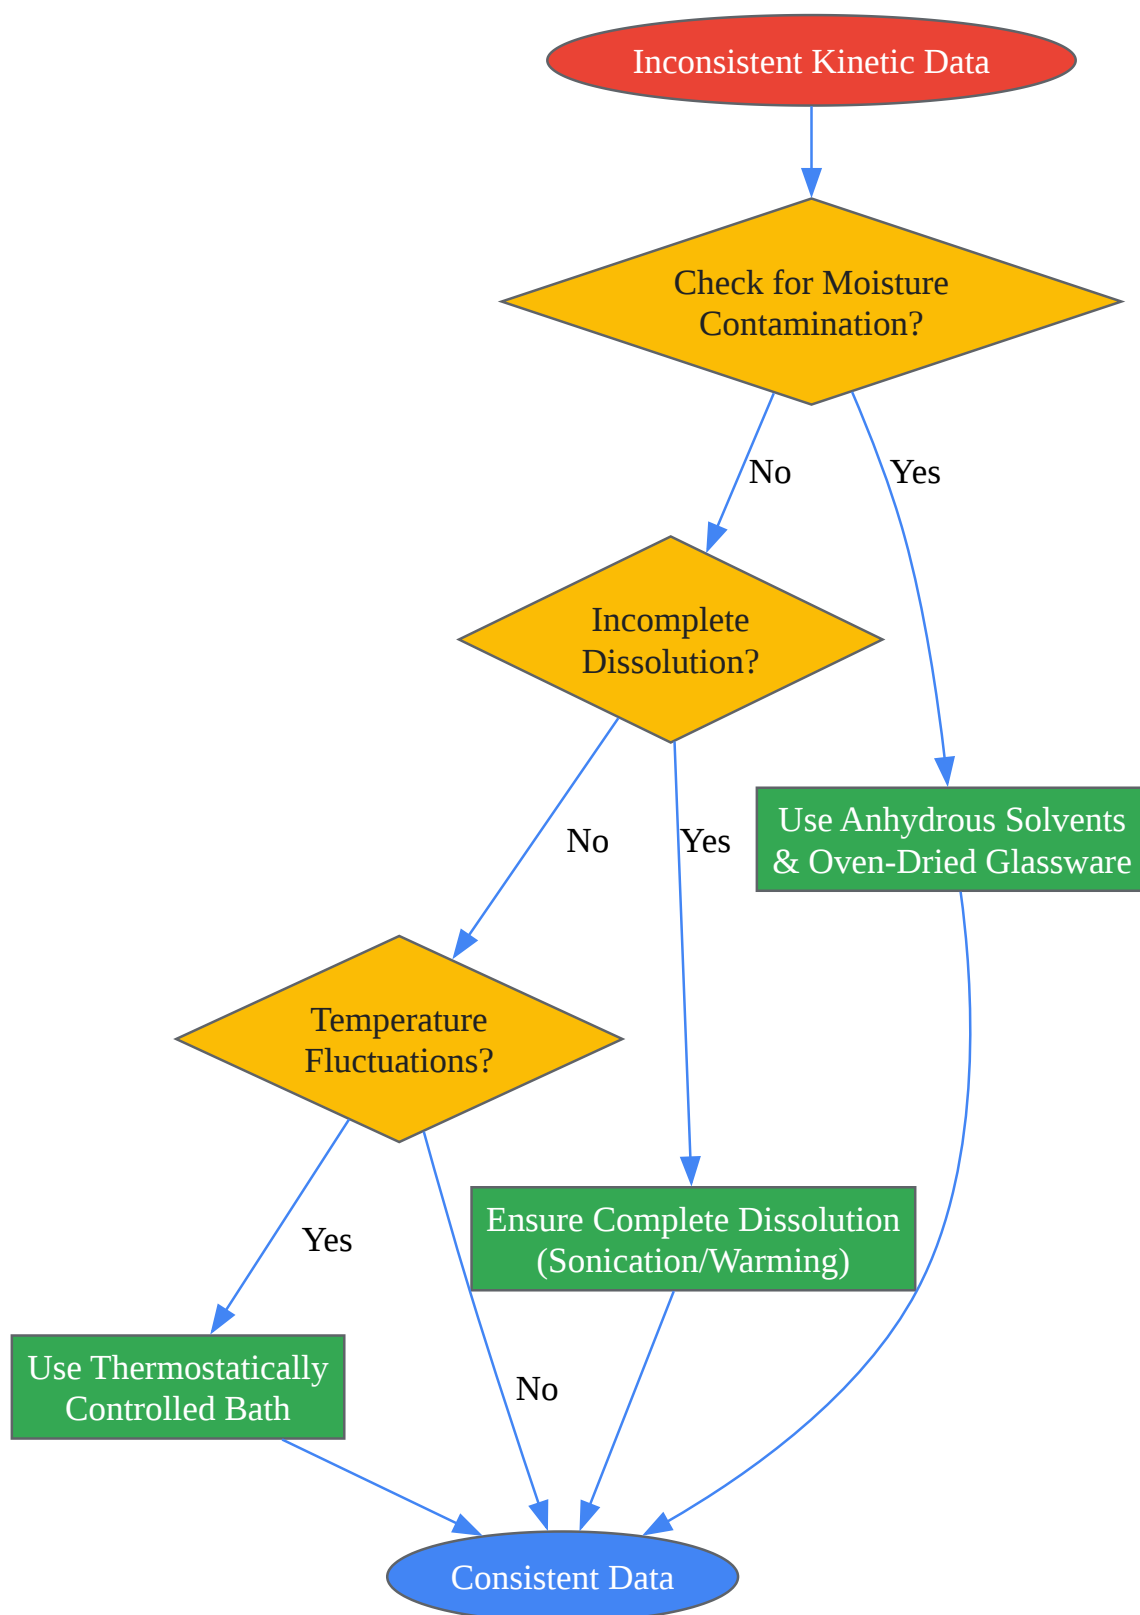 Inconsistent Kinetic Data
Check for Moisture
Contamination?
No
Yes
Incomplete
Dissolution?
No
Yes
Use Anhydrous Solvents
& Oven-Dried Glassware
Temperature
Fluctuations?
Yes
No
Ensure Complete Dissolution
(Sonication/Warming)
Use Thermostatically
Controlled Bath
Consistent Data